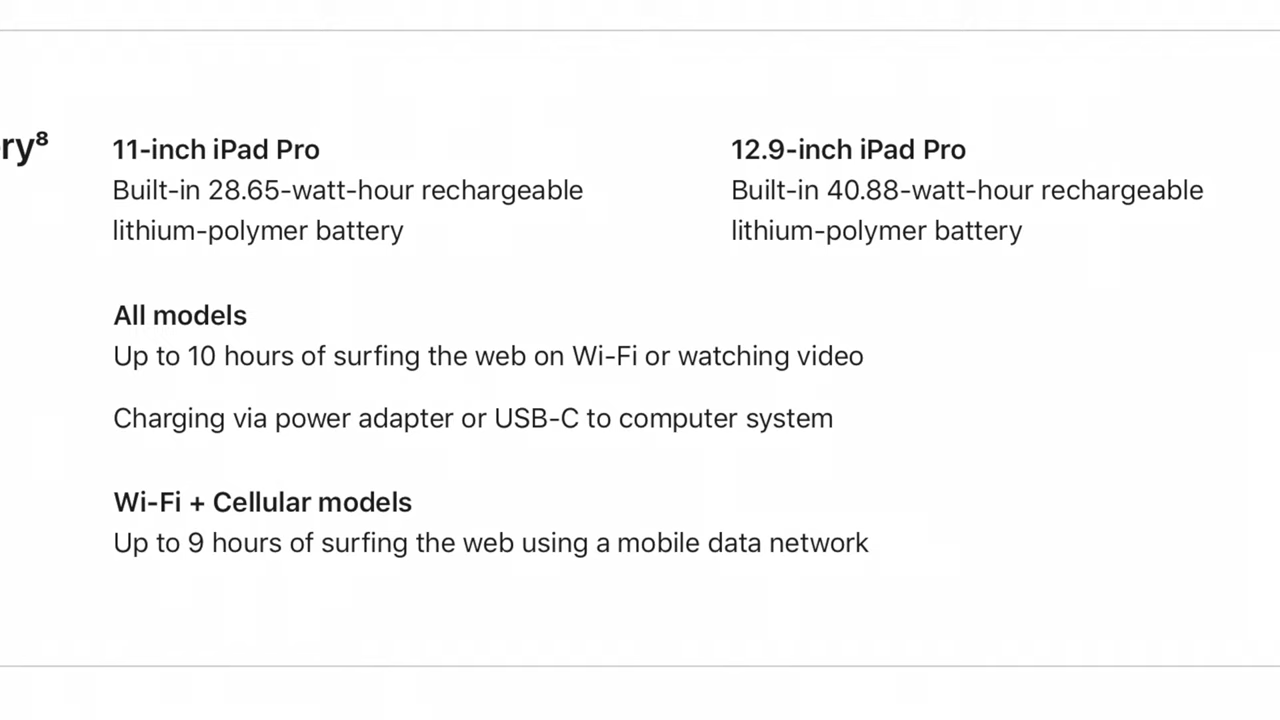 ry⁸
11-inch iPad Pro
Built-in 28.65-watt-hour rechargeable
lithium-polymer battery
12.9-inch iPad Pro
Built-in 40.88-watt-hour rechargeable
lithium-polymer battery
All models
Up to 10 hours of surfing the web on Wi-Fi or watching video
Charging via power adapter or USB-C to computer system
Wi-Fi + Cellular models
Up to 9 hours of surfing the web using a mobile data network